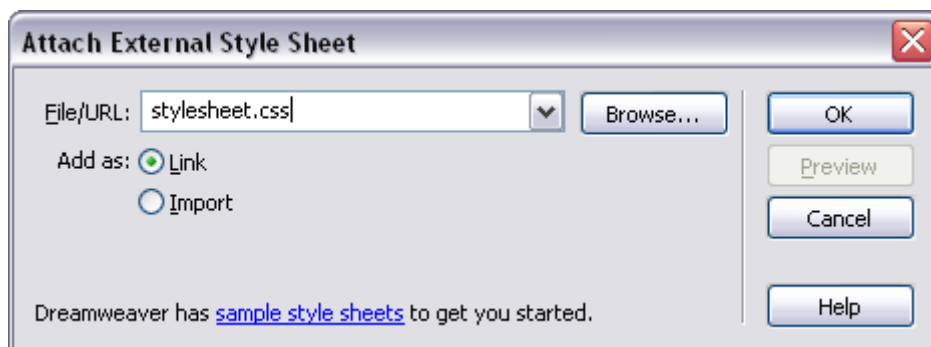 Attach External Style Sheet
File/URL: stylesheet.css Browse... OK
Add as: Link Preview
Import Cancel
Dreamweaver has sample style sheets to get you started. Help